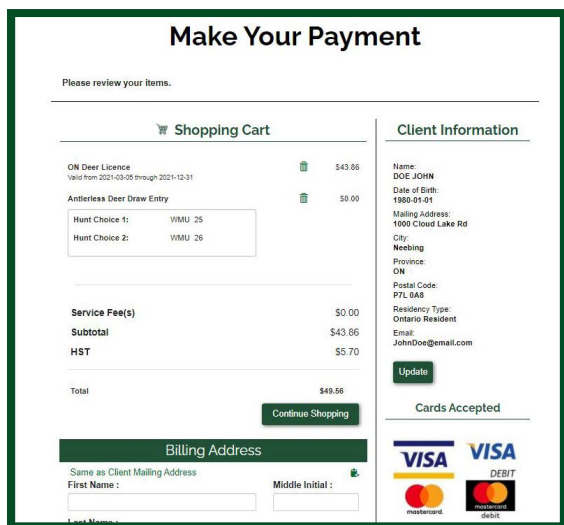 Make Your Payment
Please review your items.
Shopping Cart
ON Deer Licence $43.86
Valid from 2021-03-05 through 2021-12-31
Antlerless Deer Draw Entry $0.00
Hunt Choice 1: WMU 25
Hunt Choice 2: WMU 26
Service Fee(s) $0.00
Subtotal $43.86
HST $5.70
Total $49.56
Continue Shopping
Billing Address
Same as Client Mailing Address
First Name : Middle Initial :
Last Name :
Client Information
Name:
DOE JOHN
Date of Birth:
1980-01-01
Mailing Address:
1000 Cloud Lake Rd
City:
Neebing
Province:
ON
Postal Code:
P7L 0A8
Residency Type:
Ontario Resident
Email:
JohnDoe@email.com
Update
Cards Accepted
VISA VISA
DEBIT
mastercard. mastercard
debit